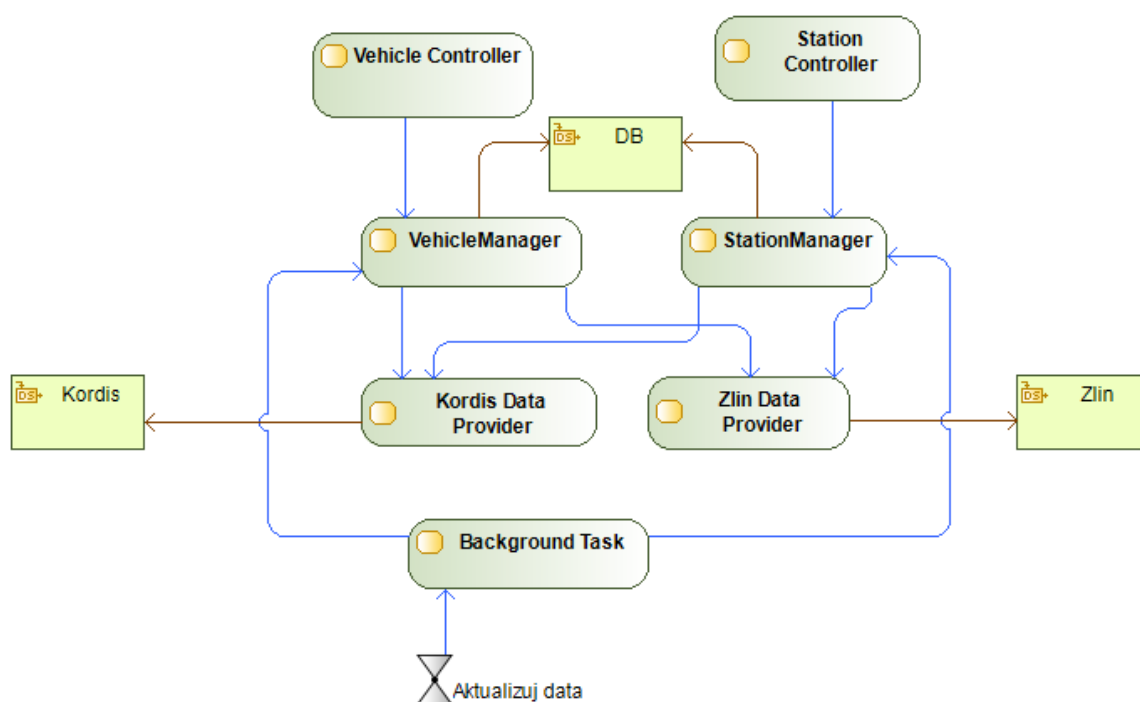 Vehicle Controller
Station
Controller
DS
DB
VehicleManager
StationManager
DS
Kordis
Kordis Data
Provider
Zlin Data
Provider
DS
Zlin
Background Task
Aktualizuj data